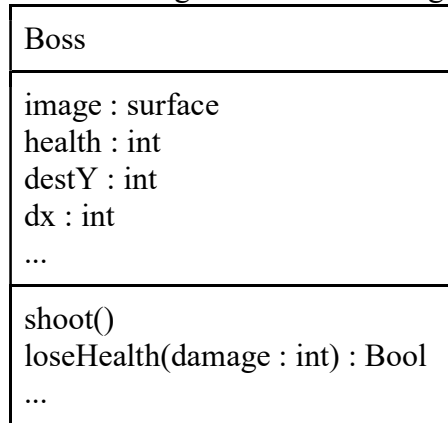 Boss
image : surface
health : int
destY : int
dx : int
...
shoot()
loseHealth(damage : int) : Bool
...